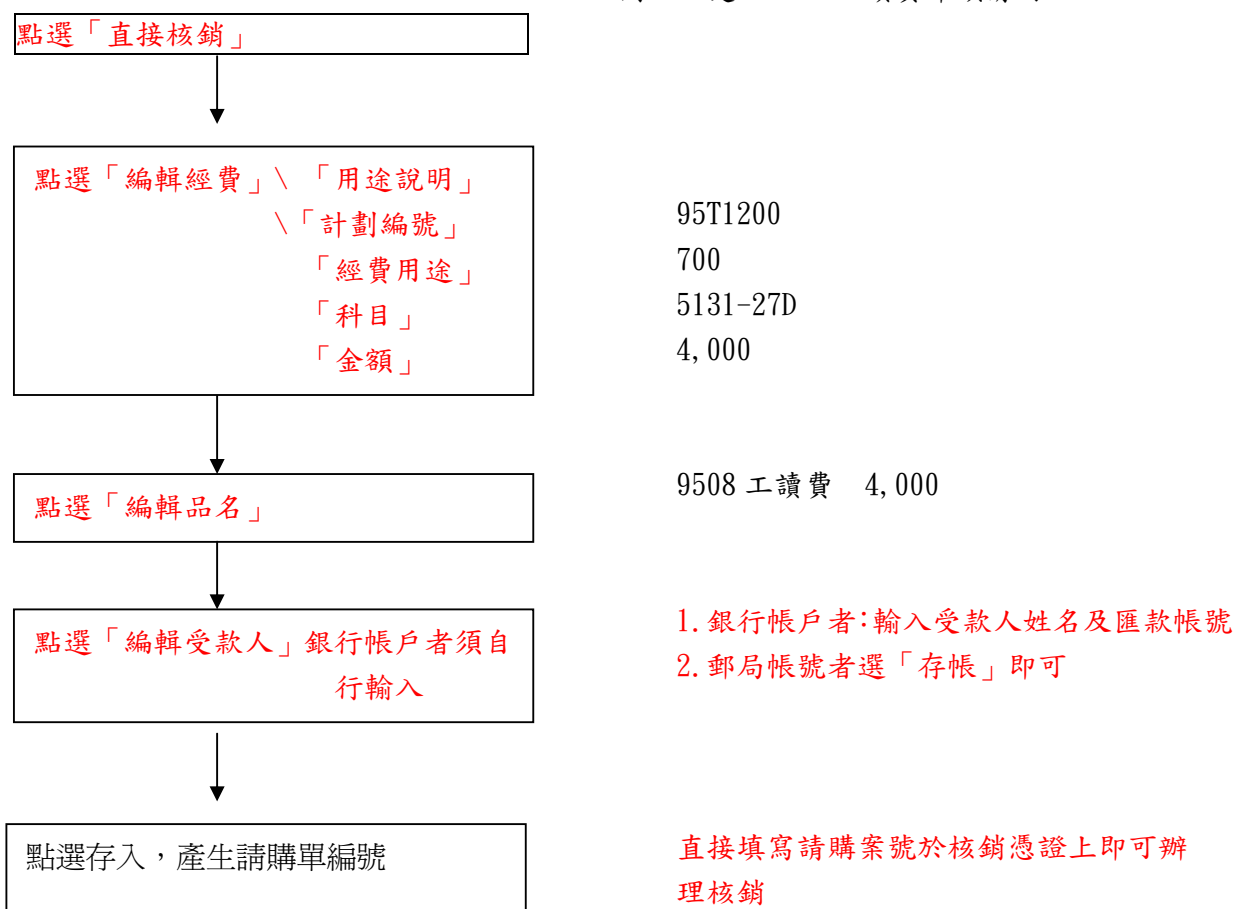 點選「直接核銷」
點選「編輯經費」\ 「用途說明」
\「計劃編號」
「經費用途」
「科目」
「金額」
95T1200
700
5131-27D
4,000
點選「編輯品名」
9508 工讀費 4,000
點選「編輯受款人」銀行帳戶者須自
行輸入
1.銀行帳戶者:輸入受款人姓名及匯款帳號
2.郵局帳號者選「存帳」即可
點選存入，產生請購單編號
直接填寫請購案號於核銷憑證上即可辦
理核銷